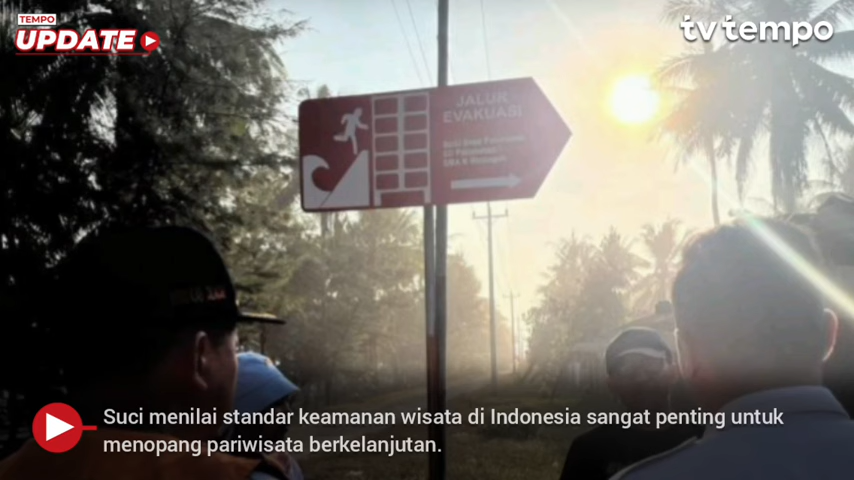 TEMPO
UPDATE
tv tempo
JALUR
EVAKUASI
Suci menilai standar keamanan wisata di Indonesia sangat penting untuk
menopang pariwisata berkelanjutan.